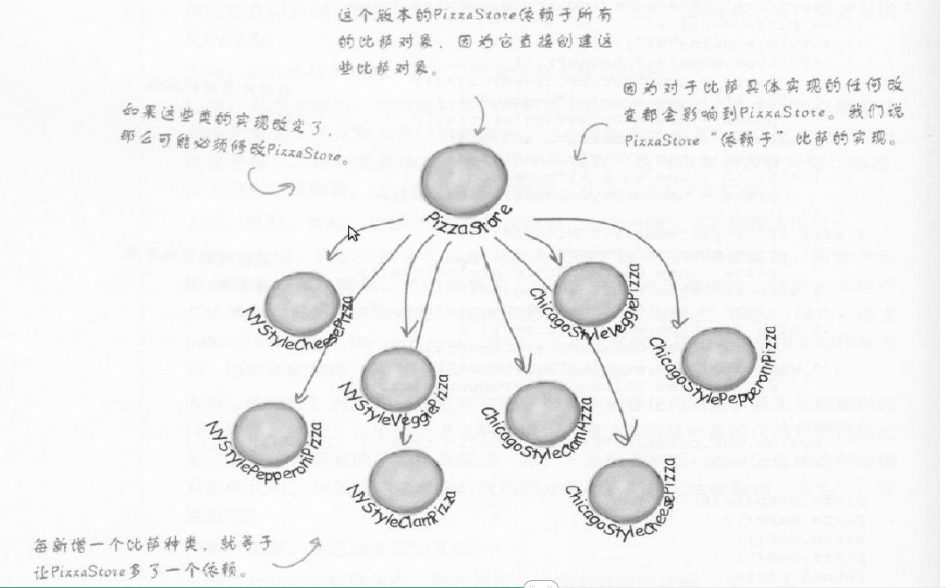 这个版本的PizzaStore依赖于所有
的比萨对象，因为它直接创建这
些比萨对象。
因为对于比萨具体实现的任何改
变都会影响到PizzaStore。我们说
PizzaStore“依赖于”比萨的实现。
如果这些类的实现改变了，
那么可能必须修改PizzaStore。
PizzaStore
NYStyleCheesePizza
ChicagoStyleVeggiePizza
NYStyleVeggiePizza
ChicagoStylePepperoniPizza
NYStylePepperoniPizza
ChicagoStyleClamPizza
NYStyleClamPizza
ChicagoStyleCheesePizza
每新增一个比萨种类，就等于
让PizzaStore多了一个依赖。